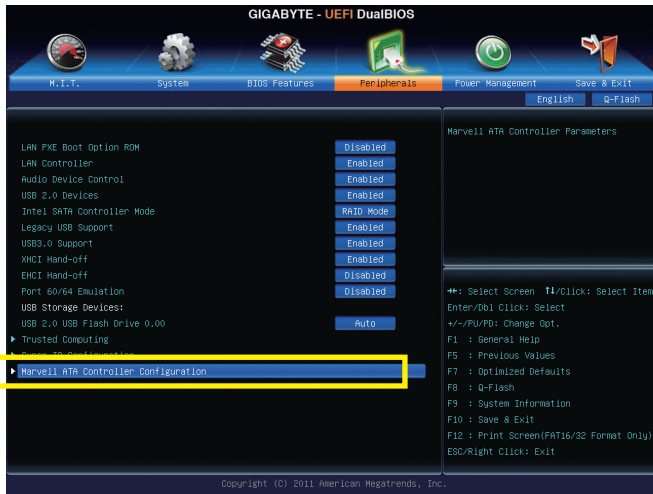 GIGABYTE - UEFI DualBIOS
M.I.T. System BIOS Features Peripherals Power Management Save & Exit
English Q-Flash
Marvell ATA Controller Parameters
LAN PXE Boot Option ROM Disabled
LAN Controller Enabled
Audio Device Control Enabled
USB 2.0 Devices Enabled
Intel SATA Controller Mode RAID Mode
Legacy USB Support Enabled
USB3.0 Support Enabled
XHCI Hand-off Enabled
EHCI Hand-off Disabled
Port 60/64 Emulation Disabled
USB Storage Devices:
USB 2.0 USB Flash Drive 0.00 Auto
Trusted Computing
Marvell ATA Controller Configuration
↔: Select Screen ↑↓/Click: Select Item
Enter/Dbl Click: Select
+/-/PU/PD: Change Opt.
F1 : General Help
F5 : Previous Values
F7 : Optimized Defaults
F8 : Q-Flash
F9 : System Information
F10 : Save & Exit
F12 : Print Screen(FAT16/32 Format Only)
ESC/Right Click: Exit
Copyright (C) 2011 American Megatrends, Inc.